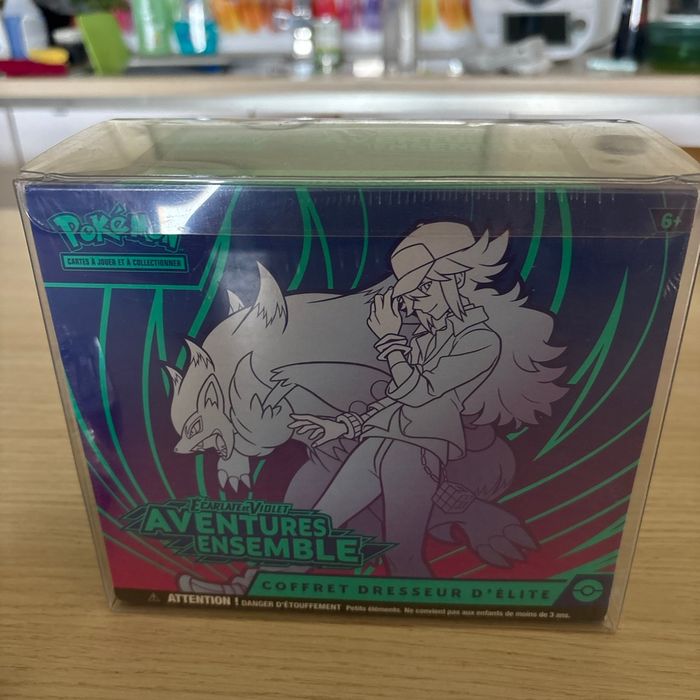 Pokémon
CARTES À JOUER ET À COLLECTIONNER
6+
ÉCARLATE ET VIOLET
AVENTURES
ENSEMBLE
COFFRET DRESSEUR D'ÉLITE
ATTENTION ! DANGER D'ÉTOUFFEMENT Petits éléments. Ne convient pas aux enfants de moins de 3 ans.